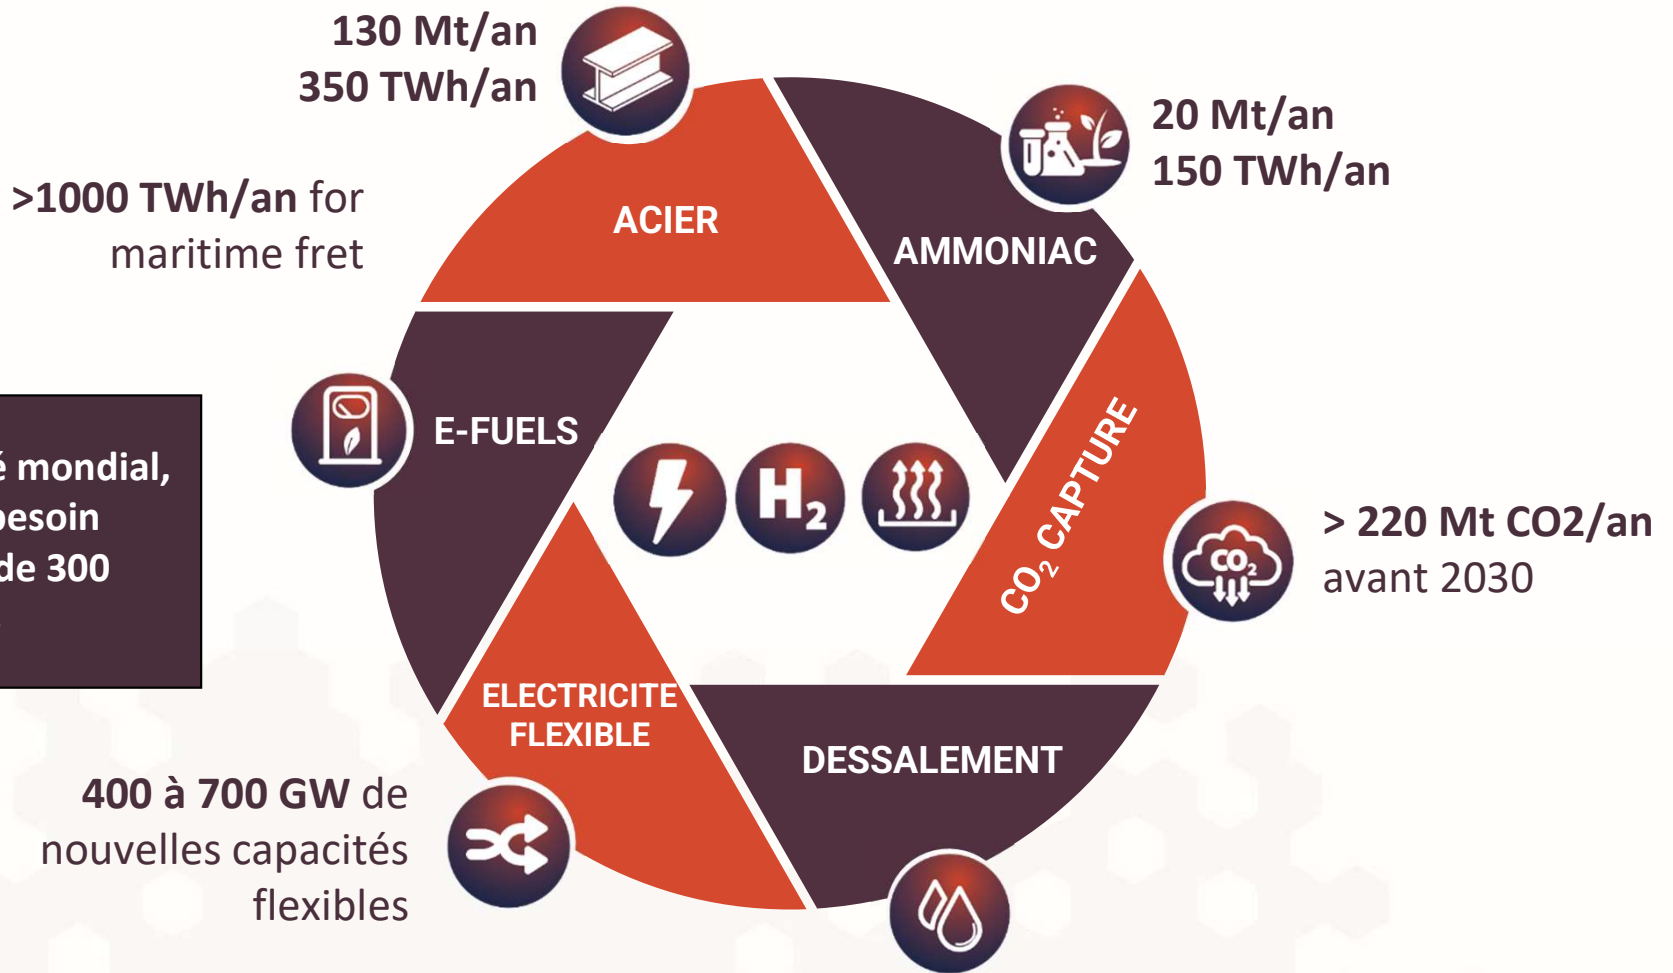 130 Mt/an
350 TWh/an
20 Mt/an
150 TWh/an
>1000 TWh/an for
maritime fret
ACIER
AMMONIAC
E-FUELS
é mondial,
besoin
de 300
H2
CO2 CAPTURE
CO2
> 220 Mt CO2/an
avant 2030
ELECTRICITE
FLEXIBLE
DESSALEMENT
400 à 700 GW de
nouvelles capacités
flexibles